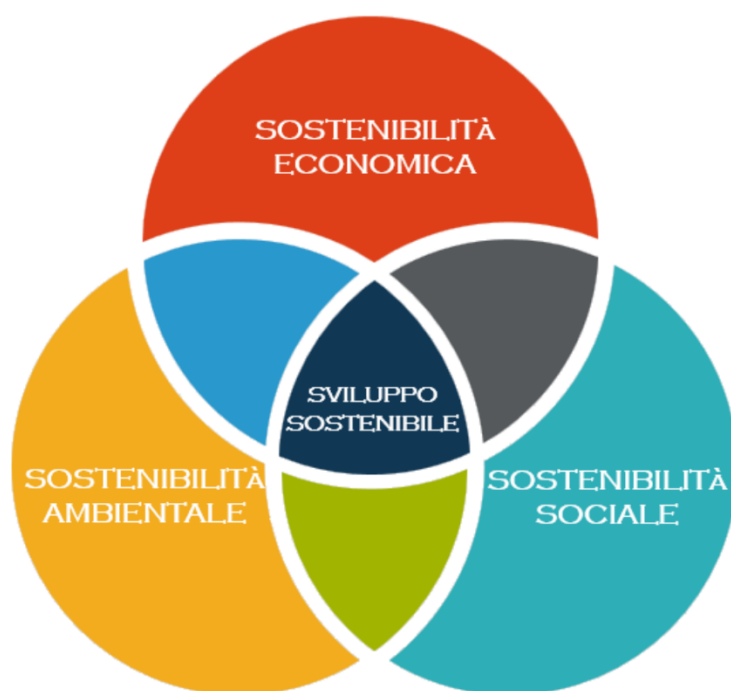 SOSTENIBILITÀ
ECONOMICA
SVILUPPO
SOSTENIBILE
SOSTENIBILITÀ
AMBIENTALE
SOSTENIBILITÀ
SOCIALE